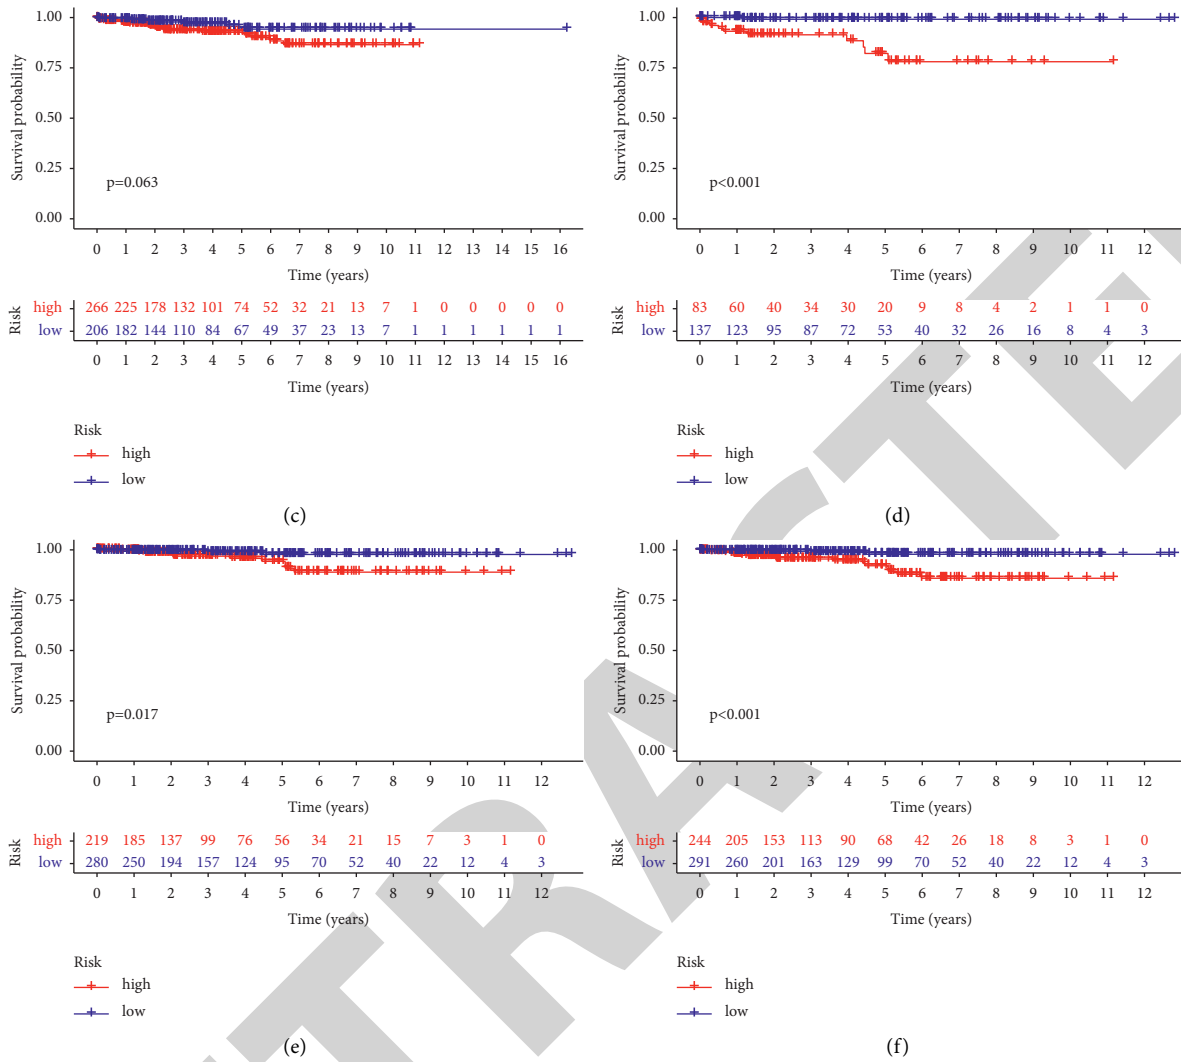 1.00
0.75
0.50
0.25
0.00
Survival probability
p=0.063
0 1 2 3 4 5 6 7 8 9 10 11 12 13 14 15 16
Time (years)
Risk
high 266 225 178 132 101 74 52 32 21 13 7 1 0 0 0 0 0
low 206 182 144 110 84 67 49 37 23 13 7 1 1 1 1 1 1
0 1 2 3 4 5 6 7 8 9 10 11 12 13 14 15 16
Time (years)
Risk
high
low
(c)
1.00
0.75
0.50
0.25
0.00
Survival probability
p<0.001
0 1 2 3 4 5 6 7 8 9 10 11 12
Time (years)
Risk
high 83 60 40 34 30 20 9 8 4 2 1 1 0
low 137 123 95 87 72 53 40 32 26 16 8 4 3
0 1 2 3 4 5 6 7 8 9 10 11 12
Time (years)
Risk
high
low
(d)
1.00
0.75
0.50
0.25
0.00
Survival probability
p=0.017
0 1 2 3 4 5 6 7 8 9 10 11 12
Time (years)
Risk
high 219 185 137 99 76 56 34 21 15 7 3 1 0
low 280 250 194 157 124 95 70 52 40 22 12 4 3
0 1 2 3 4 5 6 7 8 9 10 11 12
Time (years)
Risk
high
low
(e)
1.00
0.75
0.50
0.25
0.00
Survival probability
p<0.001
0 1 2 3 4 5 6 7 8 9 10 11 12
Time (years)
Risk
high 244 205 153 113 90 68 42 26 18 8 3 1 0
low 291 260 201 163 129 99 70 52 40 22 12 4 3
0 1 2 3 4 5 6 7 8 9 10 11 12
Time (years)
Risk
high
low
(f)